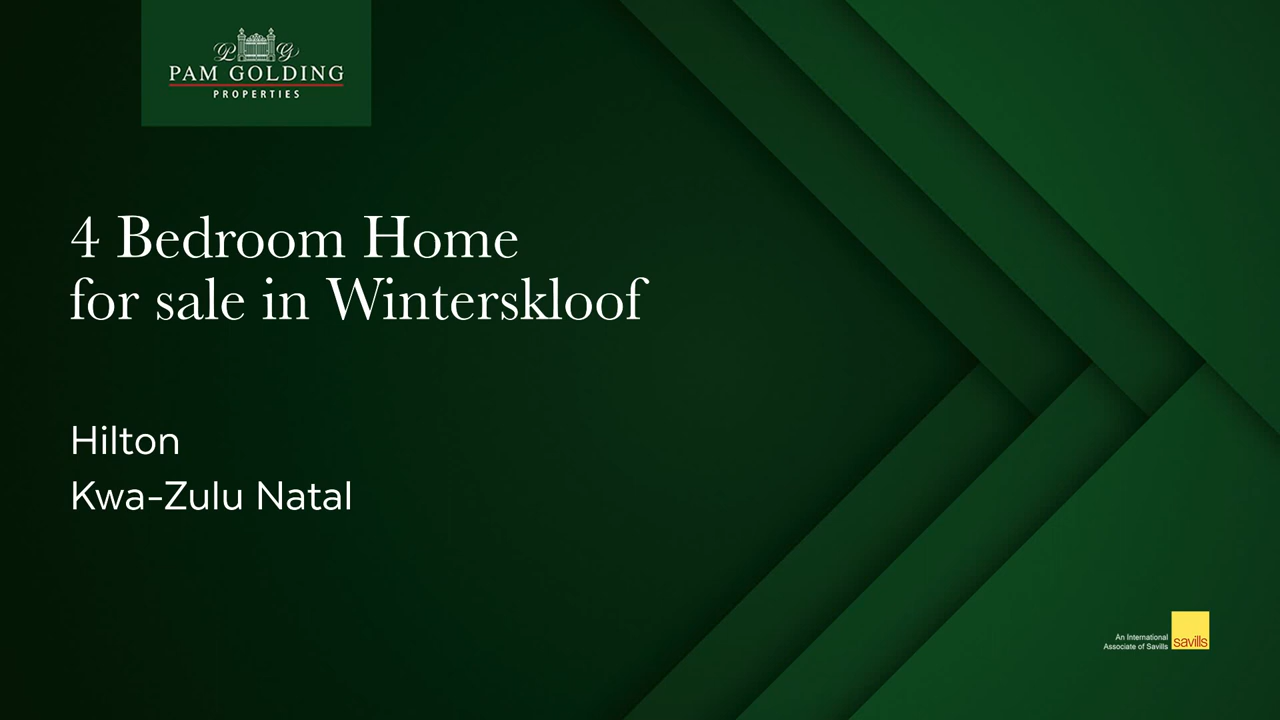 PG
PAM GOLDING
PROPERTIES
4 Bedroom Home
for sale in Winterskloof
Hilton
Kwa-Zulu Natal
An International
Associate of Savills
savills